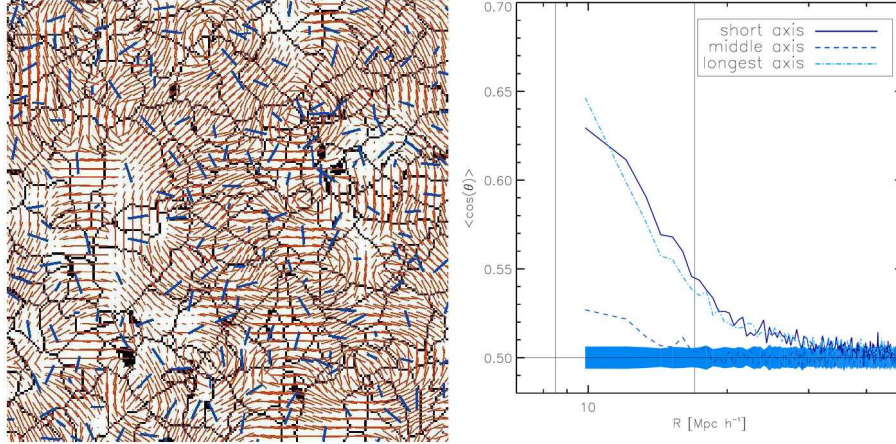 0.70
short axis
middle axis
longest axis
0.65
0.60
<cos(θ)>
0.55
0.50
10
R [Mpc h⁻¹]